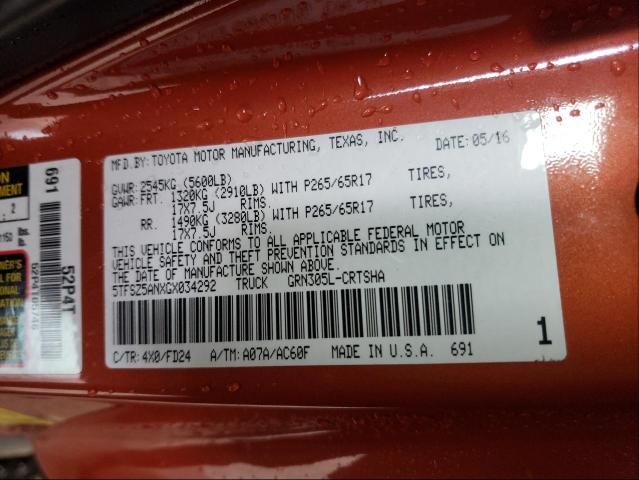 MFD.BY: TOYOTA MOTOR MANUFACTURING, TEXAS, INC. DATE: 05/16
GVWR: 2545KG (5600LB)
GAWR: FRT. 1320KG (2910LB) WITH P265/65R17 TIRES,
17X7.5J RIMS.
RR. 1490KG (3280LB) WITH P265/65R17 TIRES,
17X7.5J RIMS.
THIS VEHICLE CONFORMS TO ALL APPLICABLE FEDERAL MOTOR
VEHICLE SAFETY AND THEFT PREVENTION STANDARDS IN EFFECT ON
THE DATE OF MANUFACTURE SHOWN ABOVE.
5TFSZ5ANXGX034292 TRUCK GRN305L-CRTSHA
C/TR: 4X0/FD24 A/TM: A07A/AC60F MADE IN U.S.A. 691
1
691
52P4T